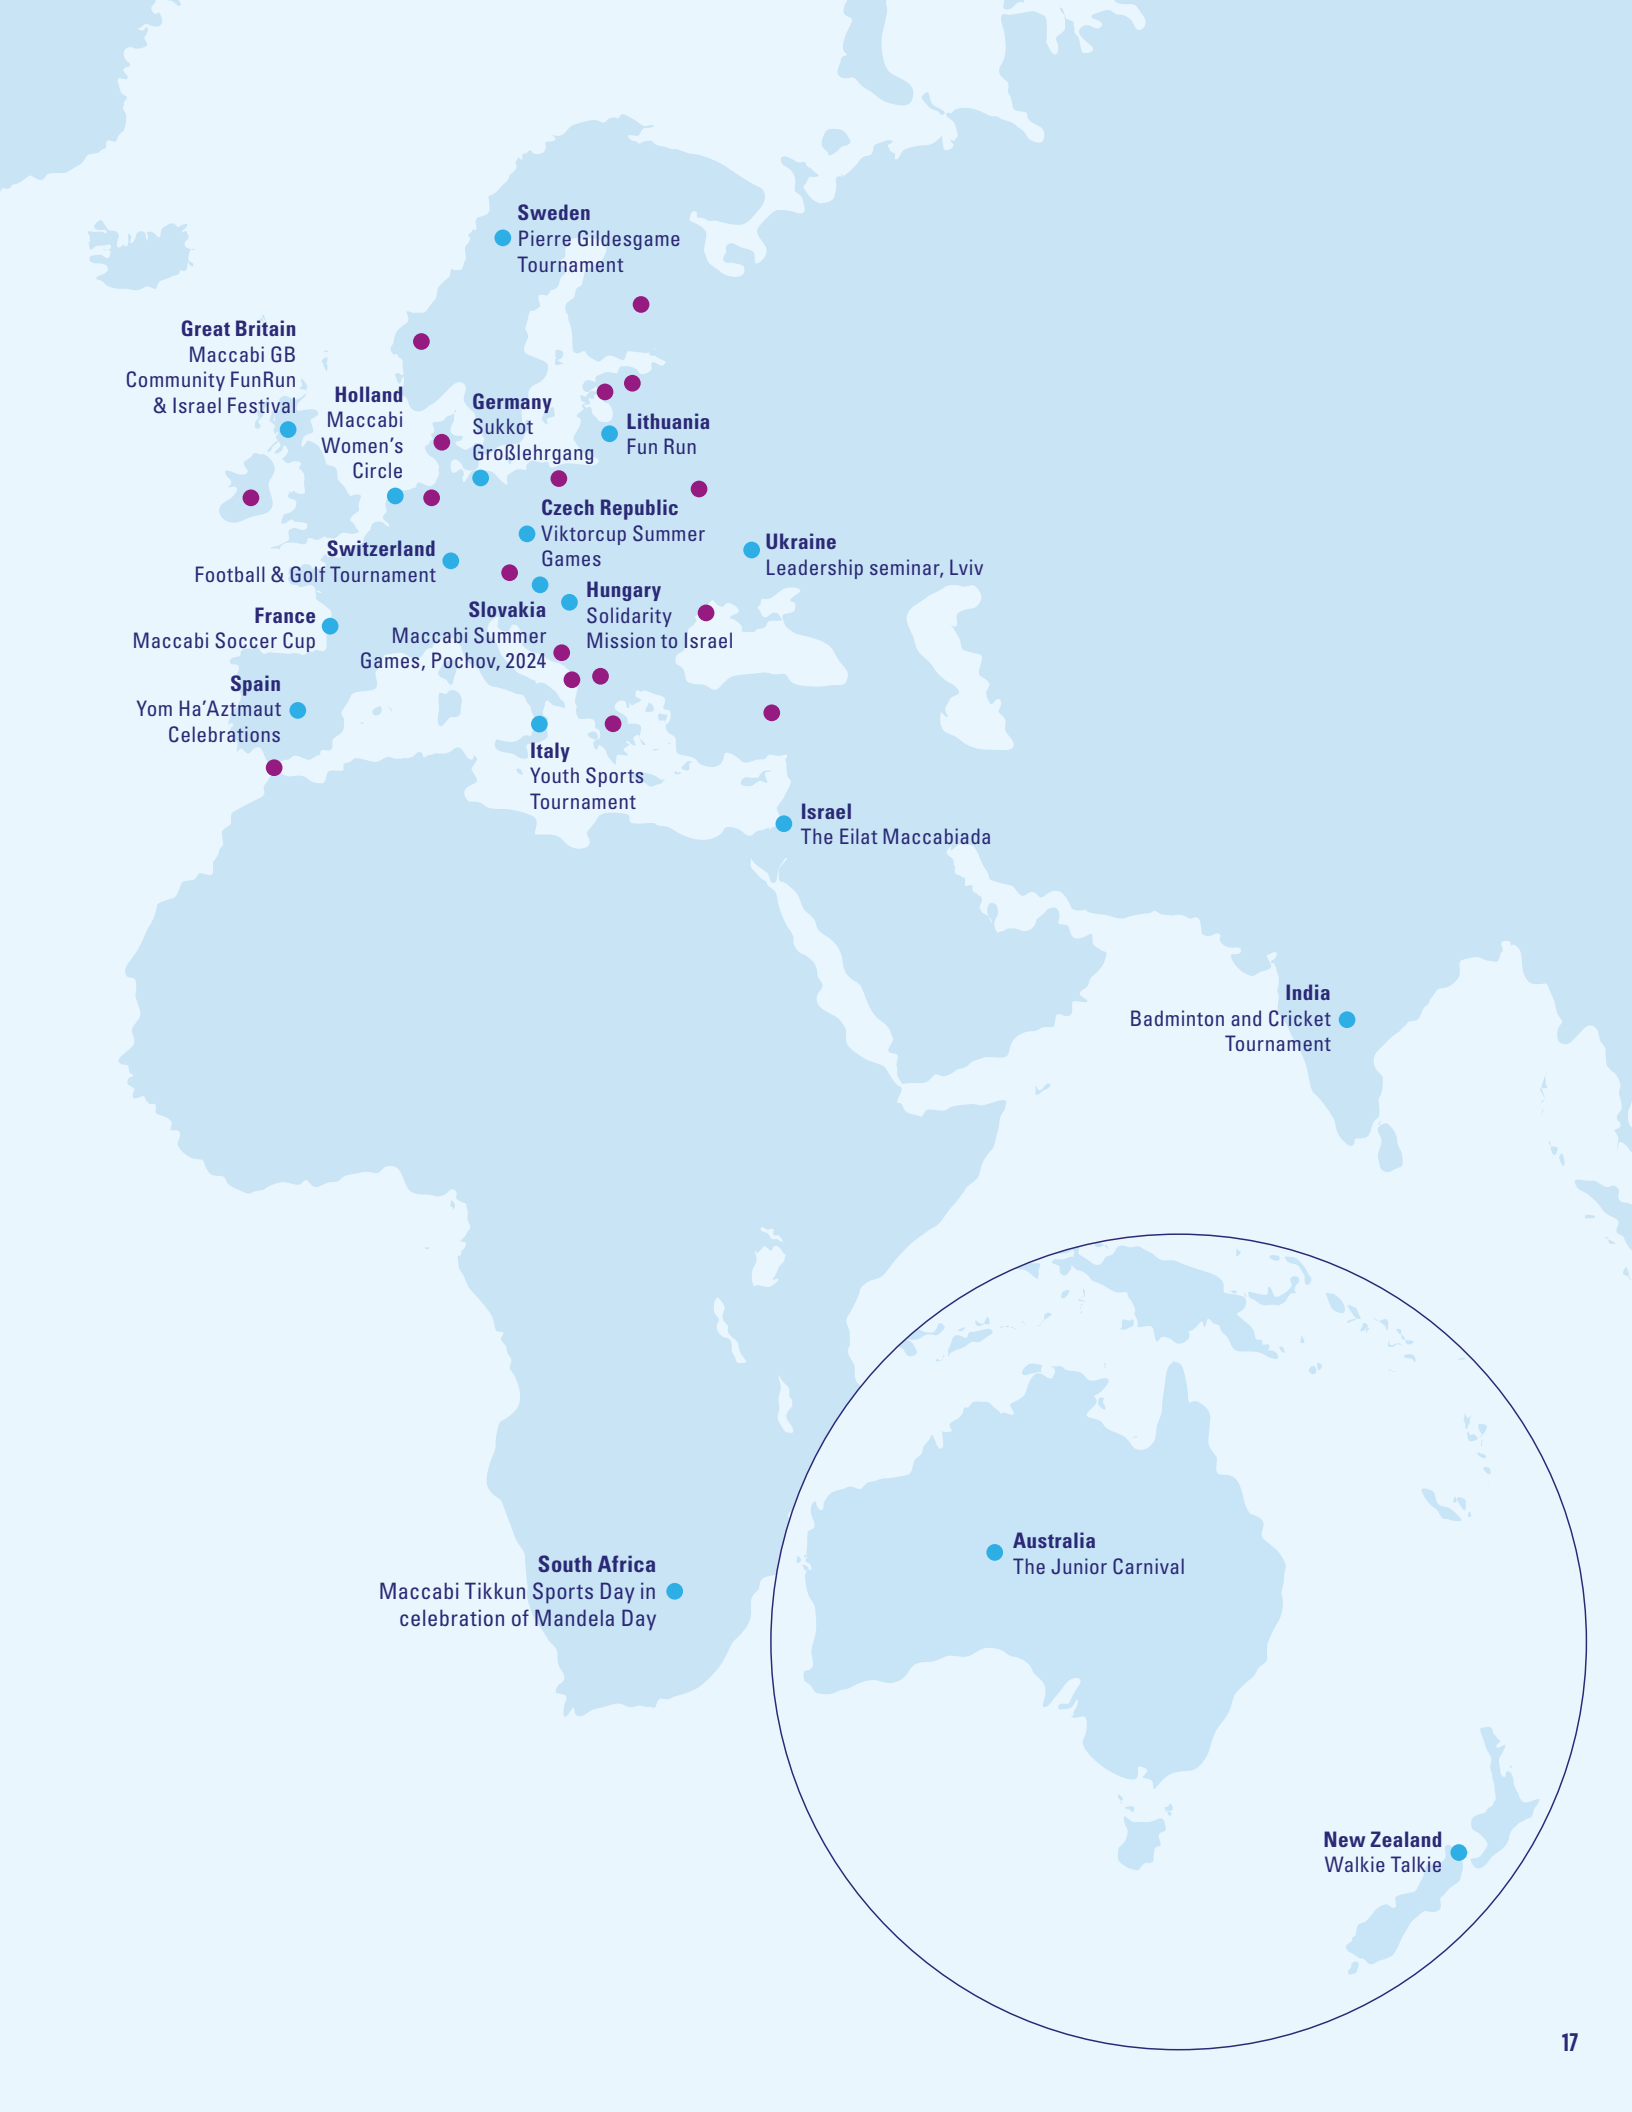 Sweden
Pierre Gildesgame
Tournament
Great Britain
Maccabi GB
Community FunRun
& Israel Festival
Holland
Maccabi
Women's
Circle
Germany
Sukkot
Großlehrgang
Lithuania
Fun Run
Czech Republic
Viktorcup Summer
Games
Ukraine
Leadership seminar, Lviv
Switzerland
Football & Golf Tournament
Hungary
Solidarity
Mission to Israel
Slovakia
Maccabi Summer
Games, Pochov, 2024
France
Maccabi Soccer Cup
Spain
Yom Ha'Aztmaut
Celebrations
Italy
Youth Sports
Tournament
Israel
The Eilat Maccabiada
India
Badminton and Cricket
Tournament
Australia
The Junior Carnival
South Africa
Maccabi Tikkun Sports Day in
celebration of Mandela Day
New Zealand
Walkie Talkie
17